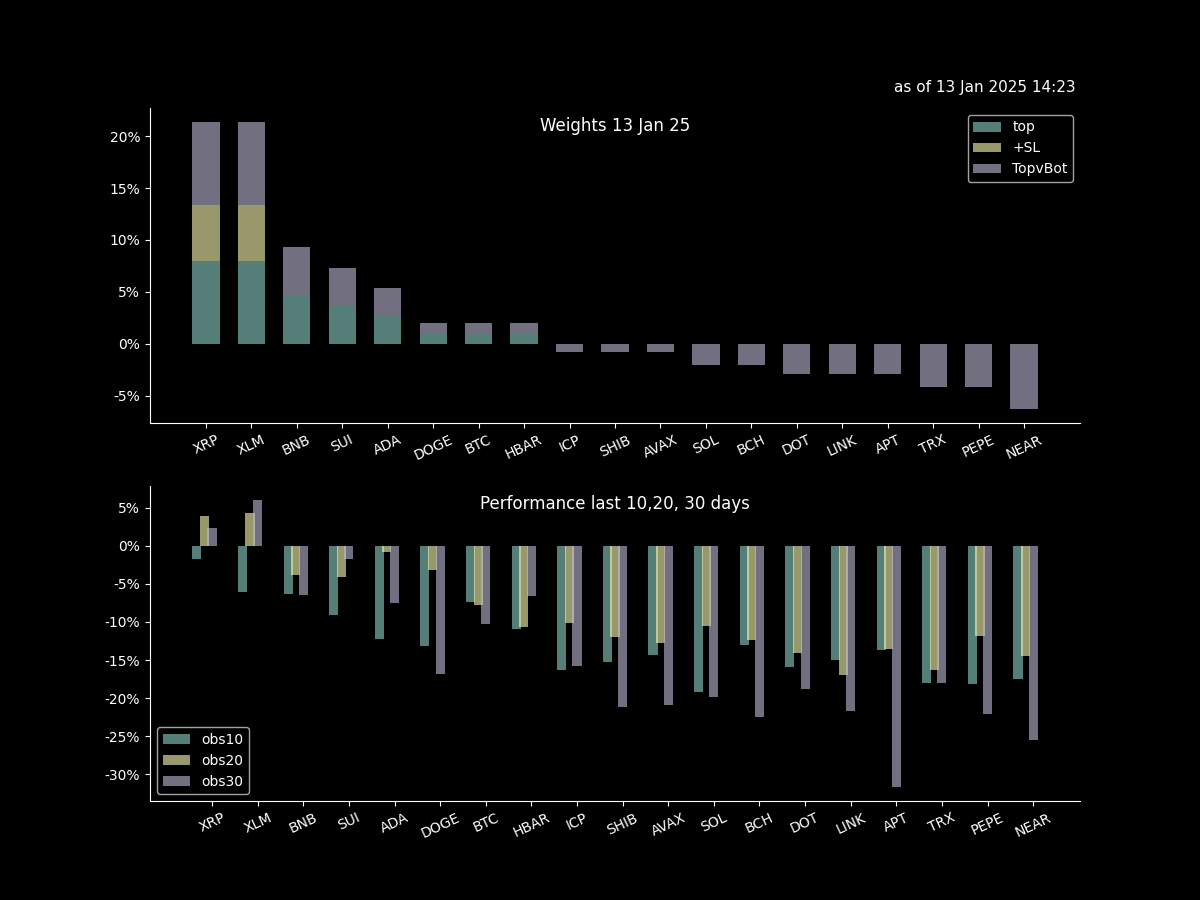 as of 13 Jan 2025 14:23
Weights 13 Jan 25
top
+SL
TopvBot
20%
15%
10%
5%
0%
-5%
XRP XLM BNB SUI ADA DOGE BTC HBAR ICP SHIB AVAX SOL BCH DOT LINK APT TRX PEPE NEAR
Performance last 10,20, 30 days
5%
0%
-5%
-10%
-15%
-20%
-25%
-30%
obs10
obs20
obs30
XRP XLM BNB SUI ADA DOGE BTC HBAR ICP SHIB AVAX SOL BCH DOT LINK APT TRX PEPE NEAR